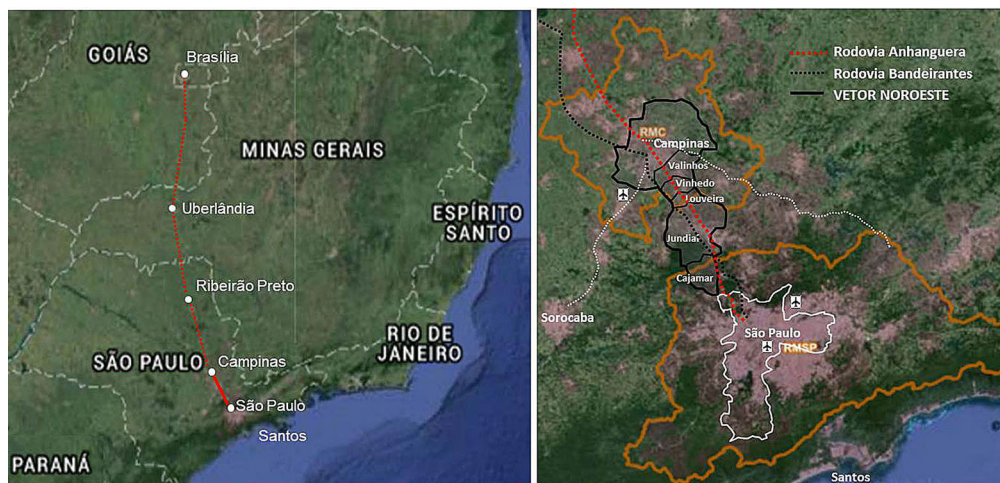 GOIÁS
Brasília
MINAS GERAIS
Uberlândia
ESPÍRITO
SANTO
Ribeirão Preto
RIO DE
JANEIRO
SÃO PAULO
Campinas
São Paulo
Santos
PARANÁ
Rodovia Anhanguera
Rodovia Bandeirantes
VETOR NOROESTE
RMC
Campinas
Valinhos
Vinhedo
Louveira
Jundiaí
Cajamar
Sorocaba
São Paulo
RMSP
Santos